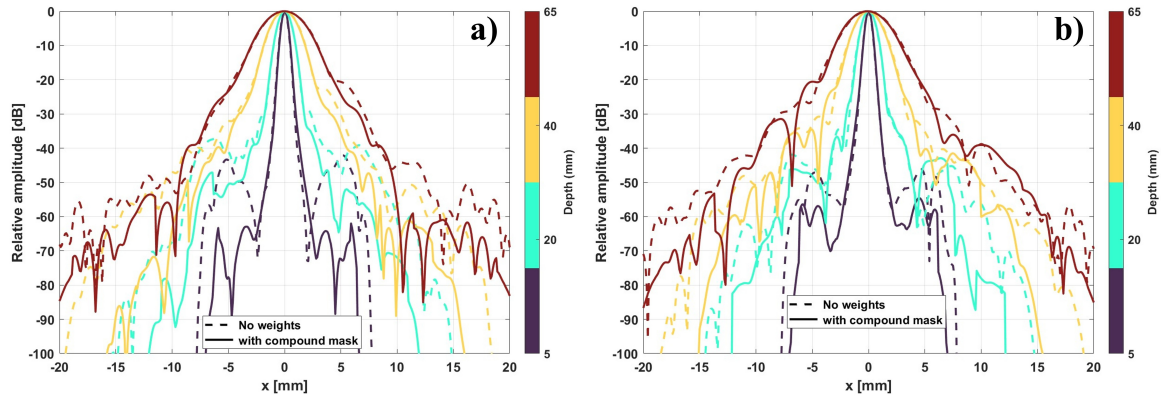 a)
Relative amplitude [dB]
0
-10
-20
-30
-40
-50
-60
-70
-80
-90
-100
-20 -15 -10 -5 0 5 10 15 20
x [mm]
No weights
with compound mask
65
40
20
5
Depth (mm)
b)
Relative amplitude [dB]
0
-10
-20
-30
-40
-50
-60
-70
-80
-90
-100
-20 -15 -10 -5 0 5 10 15 20
x [mm]
No weights
with compound mask
65
40
20
5
Depth (mm)